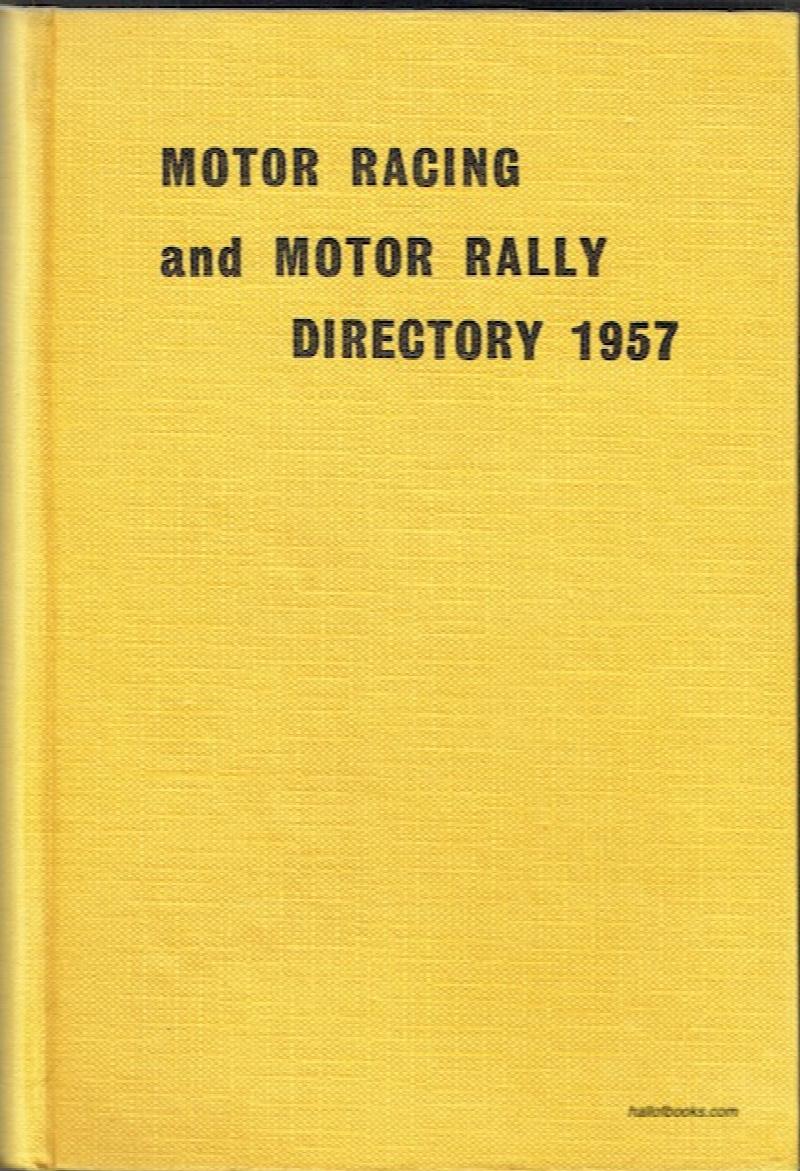 MOTOR RACING
and MOTOR RALLY
DIRECTORY 1957
hallofbooks.com